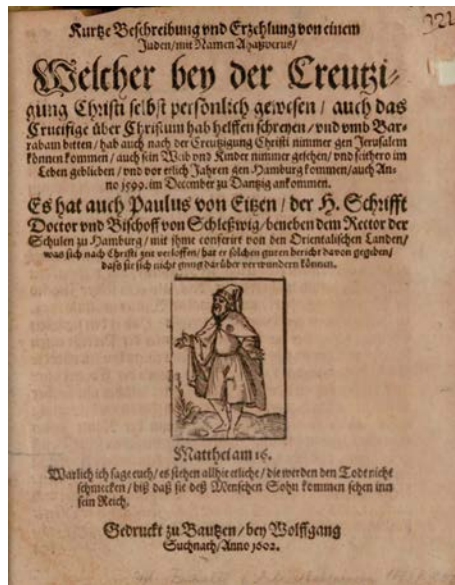 Kurtze Beschreibung vnd Erzehlung von einem
Juden/mit Namen Ahaßverus/
Welcher bey der Creutzi-
gung Christi selbst persönlich gewesen / auch das
Crucifige über Christum hab helffen schreyen / vnd vmb Bar-
rabam bitten / hab auch nach der Creutzigung Christi nimmer gen Jerusalem
können kommen / auch sein Weib vnd Kinder nimmer gesehen / vnd seithero im
Leben geblieben / vnd vor etlich Jahren gen Hamburg kommen / auch An-
no 1599. im December zu Dantzig ankommen.
Es hat auch Paulus von Eitzen / der H. Schrifft
Doctor vnd Bischoff von Schleßwig / beneben dem Rector der
Schulen zu Hamburg / mit ihme conferirt von den Orientalischen Landen /
was sich nach Christi zeit verloffen / hat er solchen guten bericht davon gegeben /
daß sie sich nicht gnug darüber verwundern können.
Matthei am 16.
Warlich ich sage euch / es stehen allhie etliche / die werden den Todt nicht
schmecken / biß daß sie deß Menschen Sohn kommen sehen inn
sein Reich.
Gedruckt zu Bautzen / bey Wolffgang
Suchnach / Anno 1602.